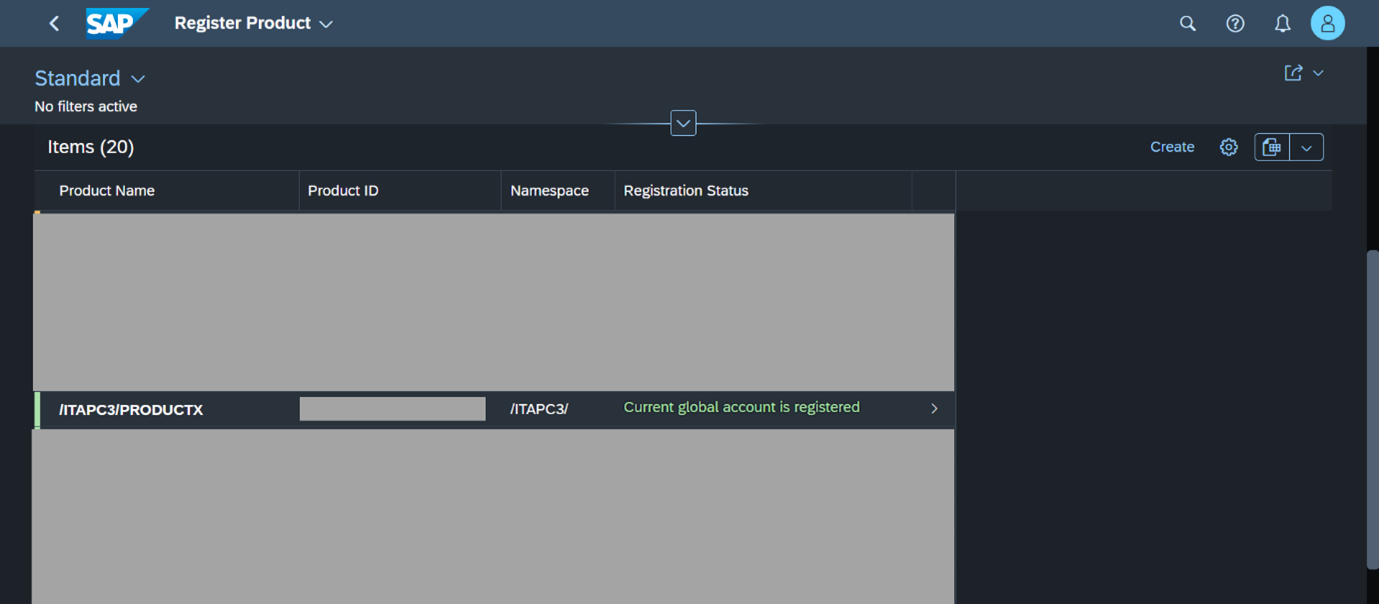 SAP Register Product
Standard
No filters active
Items (20) Create
Product Name Product ID Namespace Registration Status
/ITAPC3/PRODUCTX /ITAPC3/ Current global account is registered